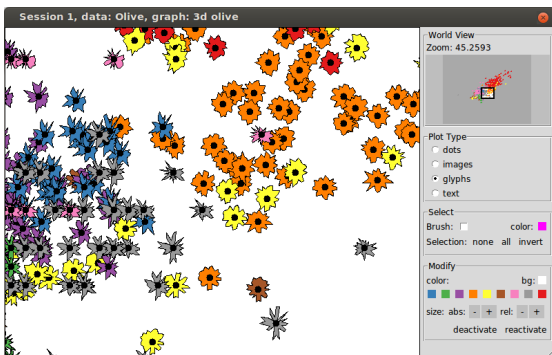 Session 1, data: Olive, graph: 3d olive
World View
Zoom: 45.2593
Plot Type
dots
images
glyphs
text
Select
Brush: color:
Selection: none all invert
Modify
color: bg:
size: abs: - + rel: - +
deactivate reactivate